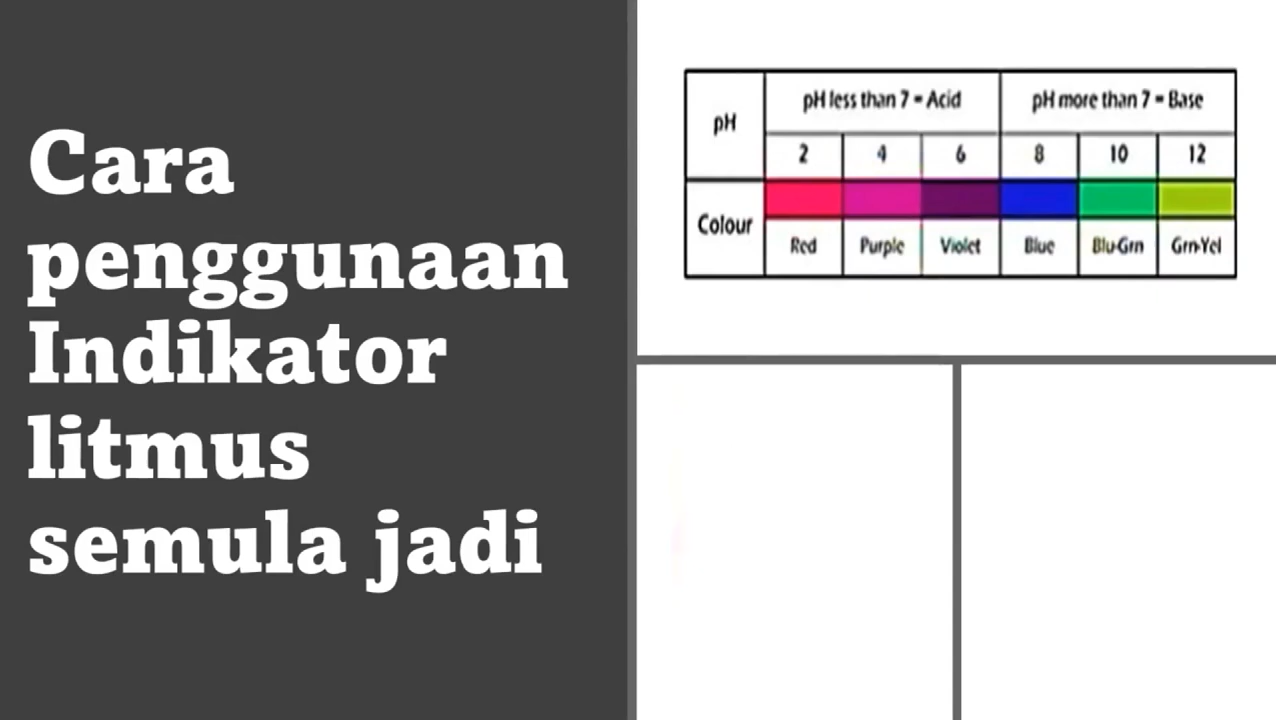 Cara
penggunaan
Indikator
litmus
semula jadi
pH
pH less than 7 = Acid
pH more than 7 = Base
2 4 6 8 10 12
Colour
Red Purple Violet Blue Blu-Grn Grn-Yel